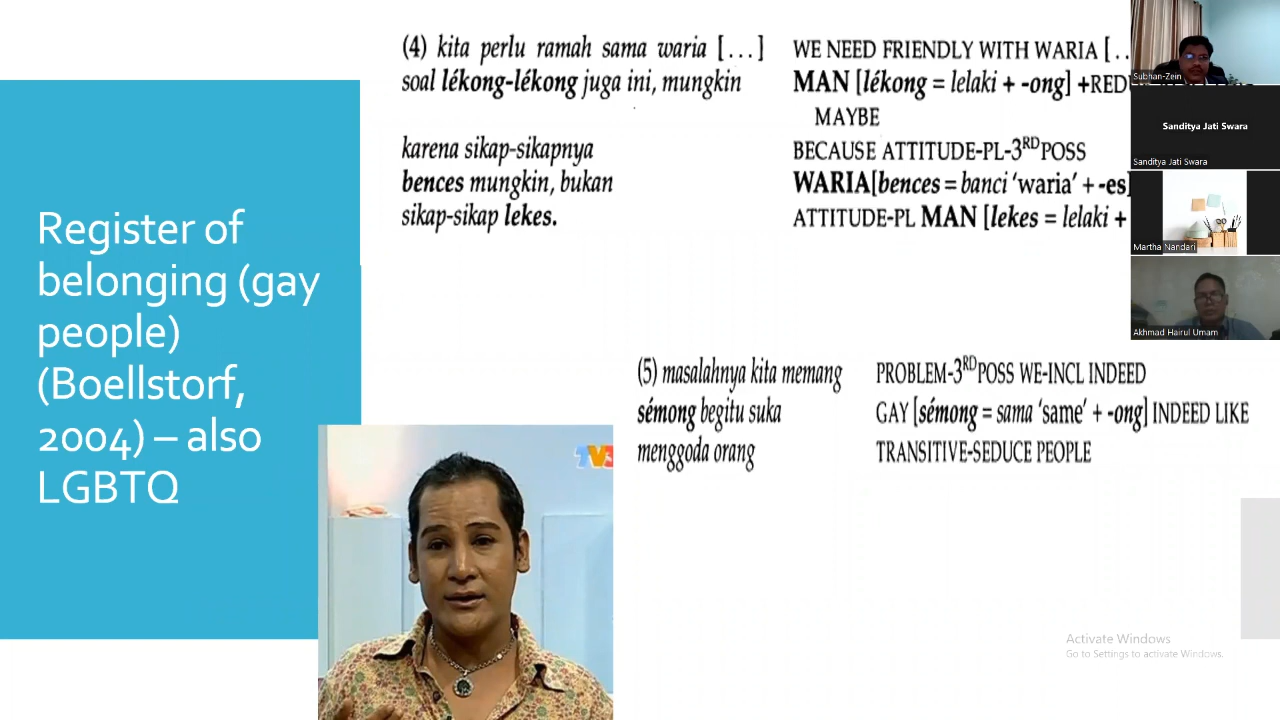 Register of
belonging (gay
people)
(Boellstorf,
2004) – also
LGBTQ
(4) kita perlu ramah sama waria [...]
soal lékong-lékong juga ini, mungkin
karena sikap-sikapnya
bences mungkin, bukan
sikap-sikap lekes.
WE NEED FRIENDLY WITH WARIA [..
MAN [lékong = lelaki + -ong] +REDU
MAYBE
BECAUSE ATTITUDE-PL-3RDPOSS
WARIA[bences = banci 'waria' + -es]
ATTITUDE-PL MAN [lekes = lelaki +
(5) masalahnya kita memang
sémong begitu suka
menggoda orang
PROBLEM-3RDPOSS WE-INCL INDEED
GAY [sémong = sama 'same' + -ong] INDEED LIKE
TRANSITIVE-SEDUCE PEOPLE
TV3
Subhan-Zein
Sanditya Jati Swara
Sanditya Jati Swara
Martha Nandari
Akhmad Hairul Umam
Activate Windows
Go to Settings to activate Windows.